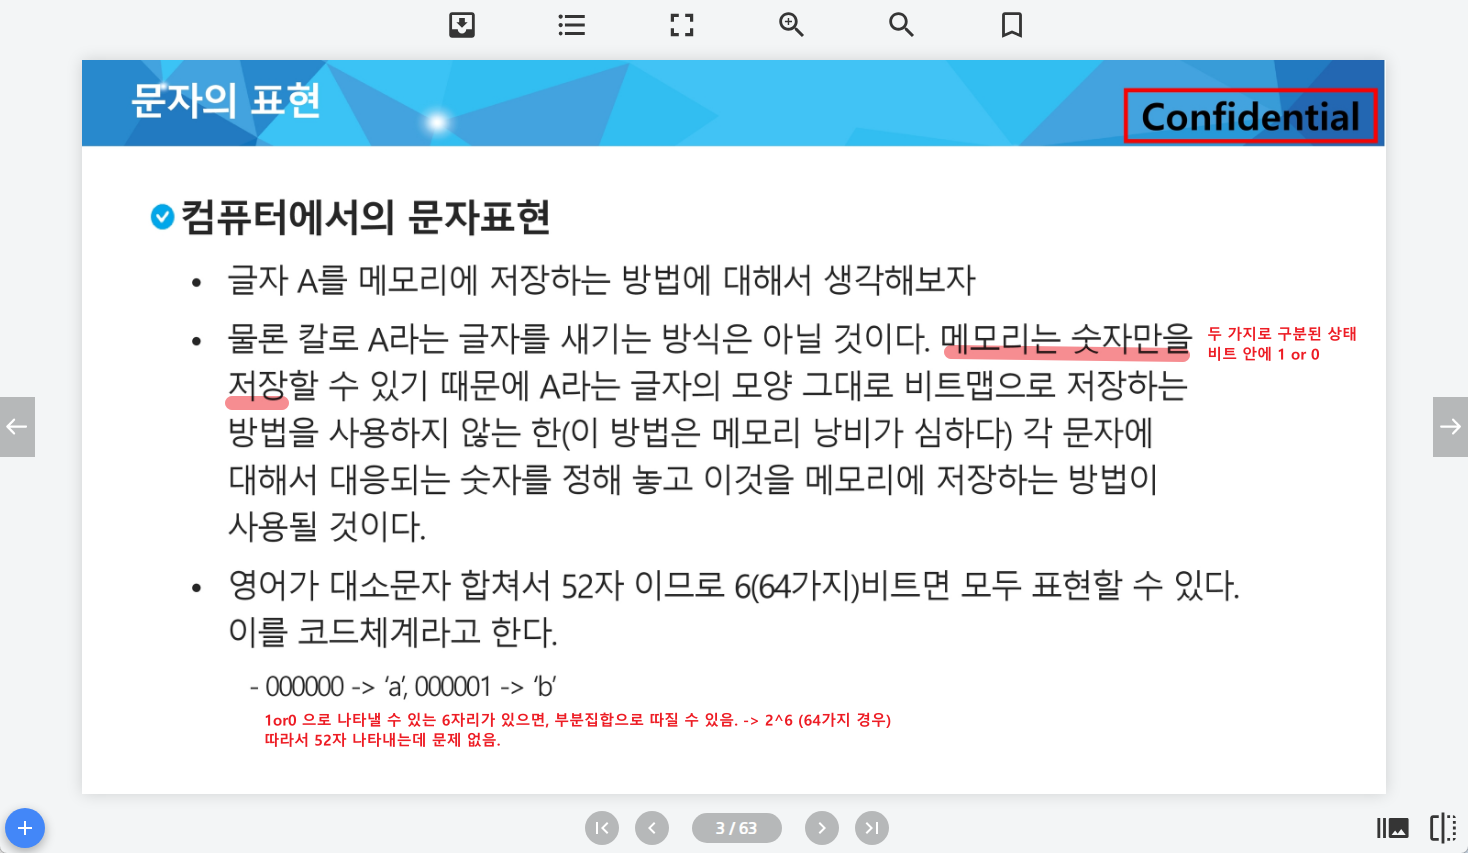 문자의 표현
Confidential
컴퓨터에서의 문자표현
• 글자 A를 메모리에 저장하는 방법에 대해서 생각해보자
• 물론 칼로 A라는 글자를 새기는 방식은 아닐 것이다. 메모리는 숫자만을
두 가지로 구분된 상태
비트 안에 1 or 0
저장할 수 있기 때문에 A라는 글자의 모양 그대로 비트맵으로 저장하는
방법을 사용하지 않는 한(이 방법은 메모리 낭비가 심하다) 각 문자에
대해서 대응되는 숫자를 정해 놓고 이것을 메모리에 저장하는 방법이
사용될 것이다.
• 영어가 대소문자 합쳐서 52자 이므로 6(64가지)비트면 모두 표현할 수 있다.
이를 코드체계라고 한다.
- 000000 -> ‘a’, 000001 -> ‘b’
1or0 으로 나타낼 수 있는 6자리가 있으면, 부분집합으로 따질 수 있음. -> 2^6 (64가지 경우)
따라서 52자 나타내는데 문제 없음.
3 / 63